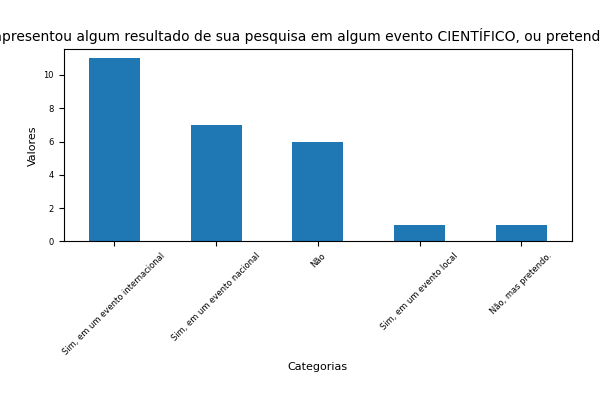 apresentou algum resultado de sua pesquisa em algum evento CIENTÍFICO, ou pretend
Valores
10
8
6
4
2
0
Sim, em um evento internacional
Sim, em um evento nacional
Não
Sim, em um evento local
Não, mas pretendo.
Categorias